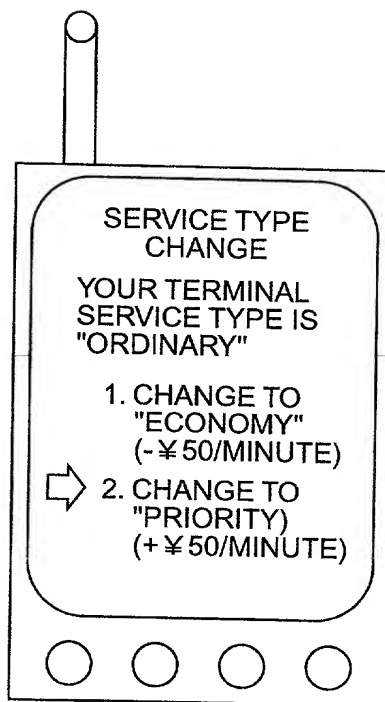 SERVICE TYPE
CHANGE
YOUR TERMINAL
SERVICE TYPE IS
"ORDINARY"
1. CHANGE TO
"ECONOMY"
(-¥50/MINUTE)
2. CHANGE TO
"PRIORITY)
(+¥50/MINUTE)